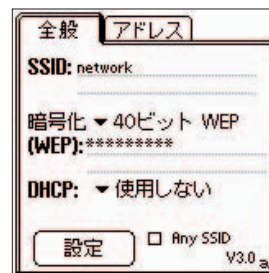 全般 アドレス
SSID: network
暗号化 ▼ 40ビット WEP
(WEP): *********
DHCP: ▼ 使用しない
設定 □ Any SSID
V3.0 a